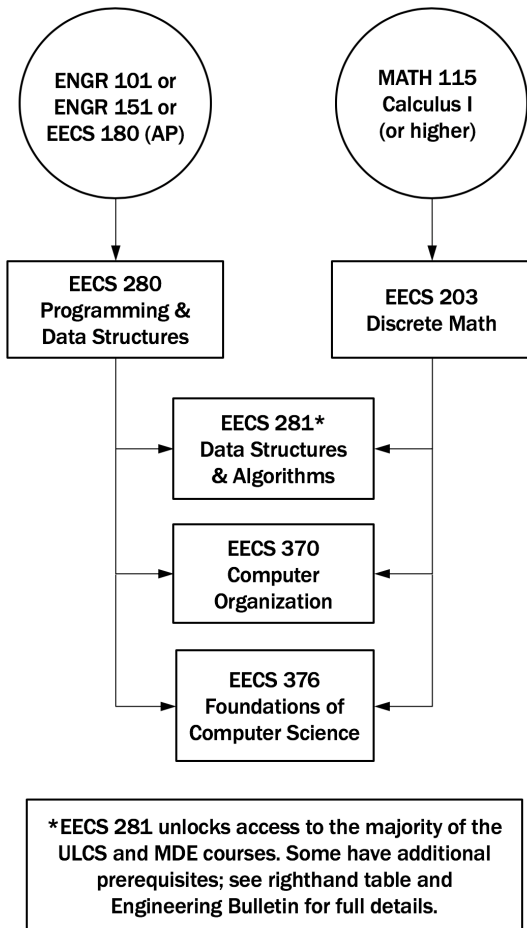 ENGR 101 or
ENGR 151 or
EECS 180 (AP)
MATH 115
Calculus I
(or higher)
EECS 280
Programming &
Data Structures
EECS 203
Discrete Math
EECS 281*
Data Structures
& Algorithms
EECS 370
Computer
Organization
EECS 376
Foundations of
Computer Science
*EECS 281 unlocks access to the majority of the
ULCS and MDE courses. Some have additional
prerequisites; see righthand table and
Engineering Bulletin for full details.